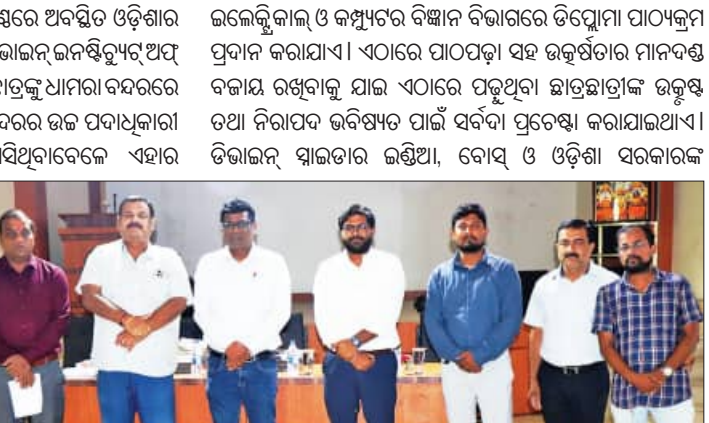 ଣ୍ଡରେ ଅବସ୍ଥିତ ଓଡ଼ିଶାର
ଭାଇନ୍ ଇନଷ୍ଟିଚ୍ୟୁଟ୍ ଅଫ୍
ଛାତ୍ରଙ୍କୁ ଧାମରା ବନ୍ଦରରେ
ନ୍ଦରର ଉଚ୍ଚ ପଦାଧିକାରୀ
ଆସିଥିବାବେଳେ ଏହାର
ଇଲେକ୍ଟ୍ରିକାଲ୍ ଓ କମ୍ପ୍ୟୁଟର ବିଜ୍ଞାନ ବିଭାଗରେ ଡିପ୍ଲୋମା ପାଠ୍ୟକ୍ରମ
ପ୍ରଦାନ କରାଯାଏ। ଏଠାରେ ପାଠପଢ଼ା ସହ ଉତ୍କର୍ଷତାର ମାନଦଣ୍ଡ
ବଜାୟ ରଖିବାକୁ ଯାଇ ଏଠାରେ ପଢ଼ୁଥିବା ଛାତ୍ରଛାତ୍ରୀଙ୍କ ଉତ୍କୃଷ୍ଟ
ତଥା ନିରାପଦ ଭବିଷ୍ୟତ ପାଇଁ ସର୍ବଦା ପ୍ରଚେଷ୍ଟା କରାଯାଇଥାଏ।
ଡିଭାଇନ୍ ସ୍ନାଇଡାର ଇଣ୍ଡିଆ, ବୋସ୍ ଓ ଓଡ଼ିଶା ସରକାରଙ୍କ